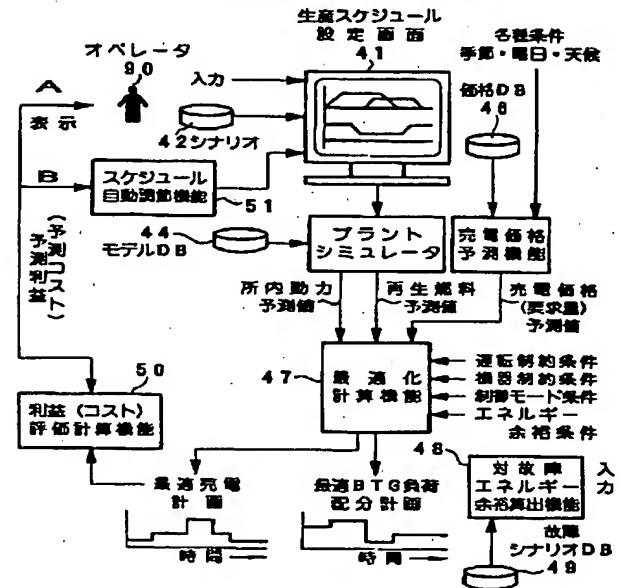 生産スケジュール
設定画面
41
オペレータ
90
A
表示
入力
42シナリオ
各種条件
季節・曜日・天候
価格DB
46
B
スケジュール
自動調節機能
51
44
モデルDB
プラント
シミュレータ
売電価格
予測機能
(予測コスト)
予測利益
所内動力
予測値
再生燃料
予測値
売電価格
(要求量)
予測値
50
利益(コスト)
評価計算機能
47
最適化
計算機能
運転制約条件
機器制約条件
制御モード条件
エネルギー
余裕条件
48
対故障
エネルギー
余裕算出機能
入力
最適売電
計画
時間
最適BTG負荷
配分計画
時間
故障
シナリオDB
49